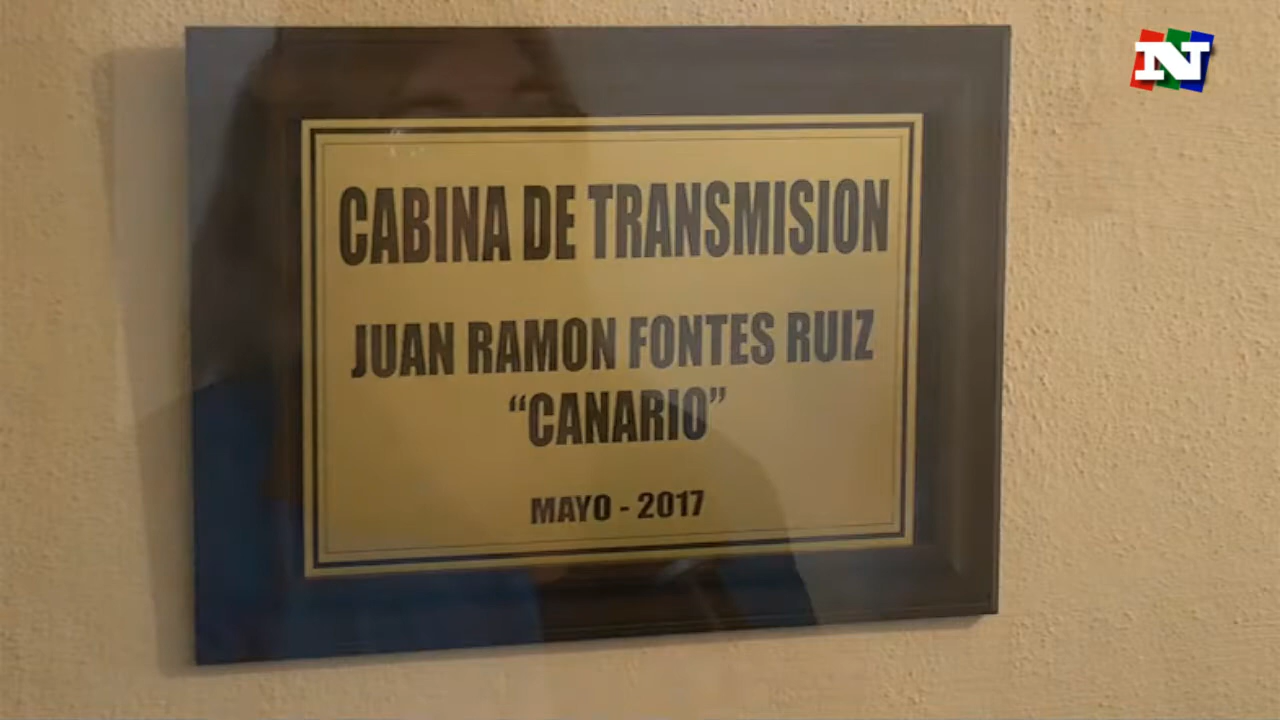 N
CABINA DE TRANSMISION
JUAN RAMON FONTES RUIZ
“CANARIO”
MAYO - 2017